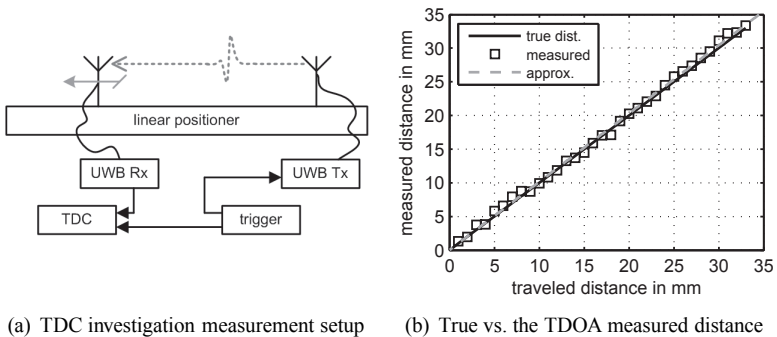 linear positioner
UWB Rx
UWB Tx
TDC
trigger
35
30
25
20
15
10
5
0
0 5 10 15 20 25 30 35
measured distance in mm
traveled distance in mm
true dist.
measured
approx.
(a) TDC investigation measurement setup
(b) True vs. the TDOA measured distance